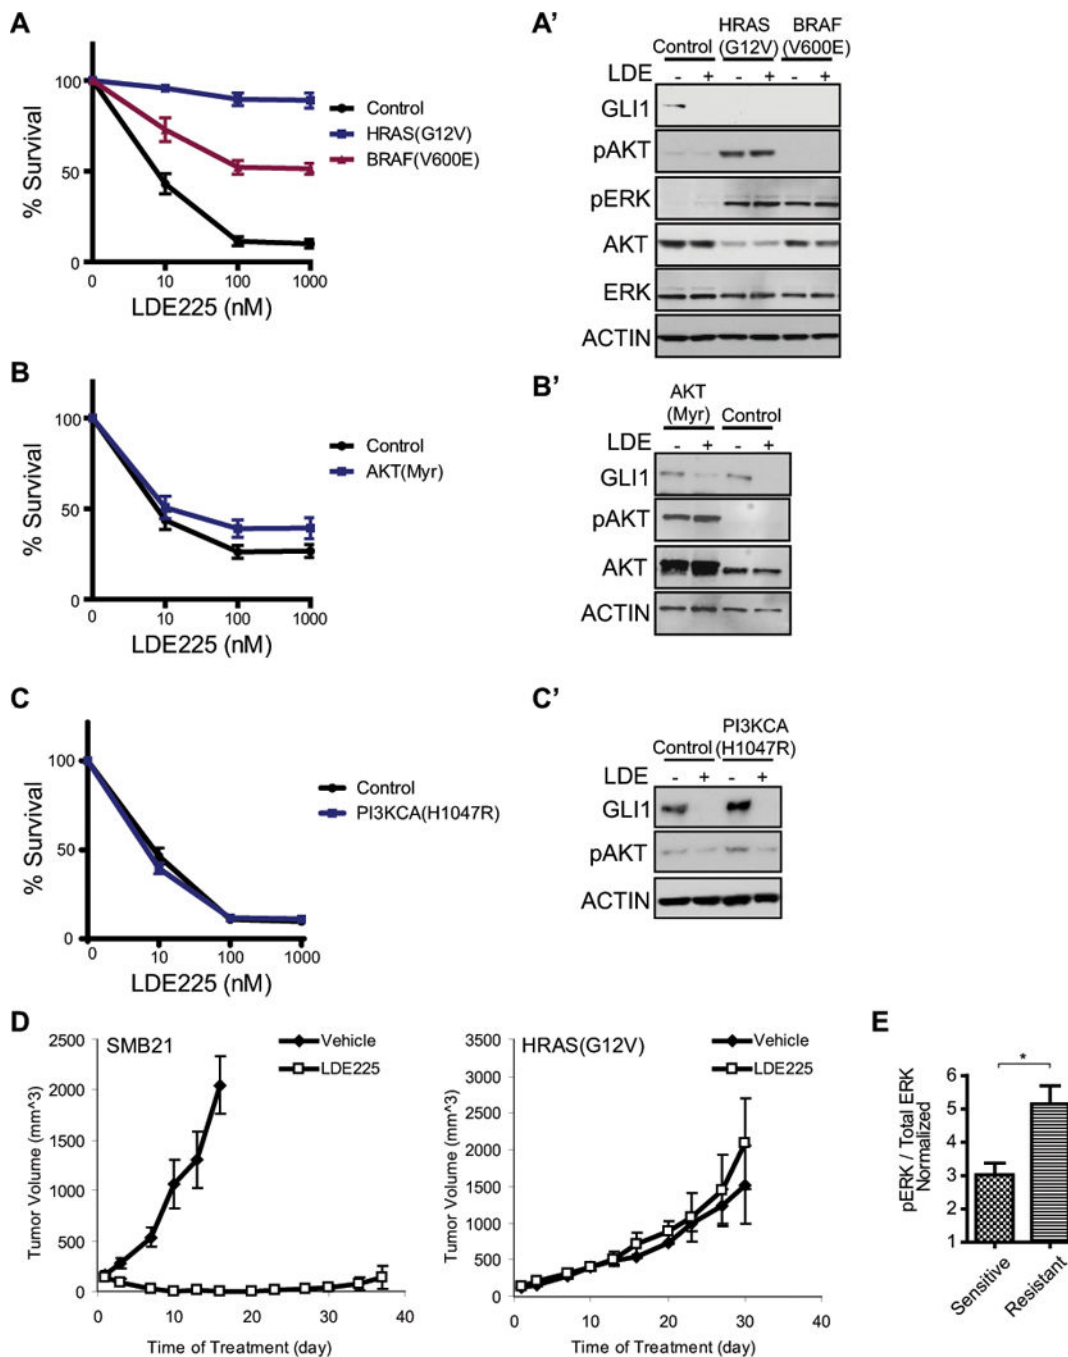 A
100
50
0
% Survival
0 10 100 1000
LDE225 (nM)
Control
HRAS(G12V)
BRAF(V600E)
A'
HRAS BRAF
Control (G12V) (V600E)
LDE - + - + - +
GLI1
pAKT
pERK
AKT
ERK
ACTIN
B
100
50
0
% Survival
0 10 100 1000
LDE225 (nM)
Control
AKT(Myr)
B'
AKT
(Myr) Control
LDE - + - +
GLI1
pAKT
AKT
ACTIN
C
100
50
0
% Survival
0 10 100 1000
LDE225 (nM)
Control
PI3KCA(H1047R)
C'
PI3KCA
Control (H1047R)
LDE - + - +
GLI1
pAKT
ACTIN
D
SMB21
Vehicle
LDE225
2500
2000
1500
1000
500
0
Tumor Volume (mm^3)
0 10 20 30 40
Time of Treatment (day)
HRAS(G12V)
Vehicle
LDE225
3500
3000
2500
2000
1500
1000
500
0
Tumor Volume (mm^3)
0 10 20 30 40
Time of Treatment (day)
E
*
6
5
4
3
2
1
pERK / Total ERK
Normalized
Sensitive
Resistant